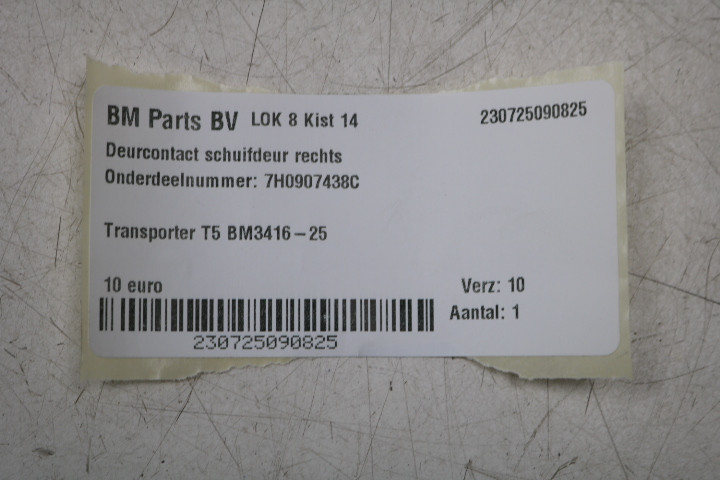 BM Parts BV LOK 8 Kist 14 230725090825
Deurcontact schuifdeur rechts
Onderdeelnummer: 7H0907438C
Transporter T5 BM3416-25
10 euro Verz: 10
Aantal: 1
230725090825